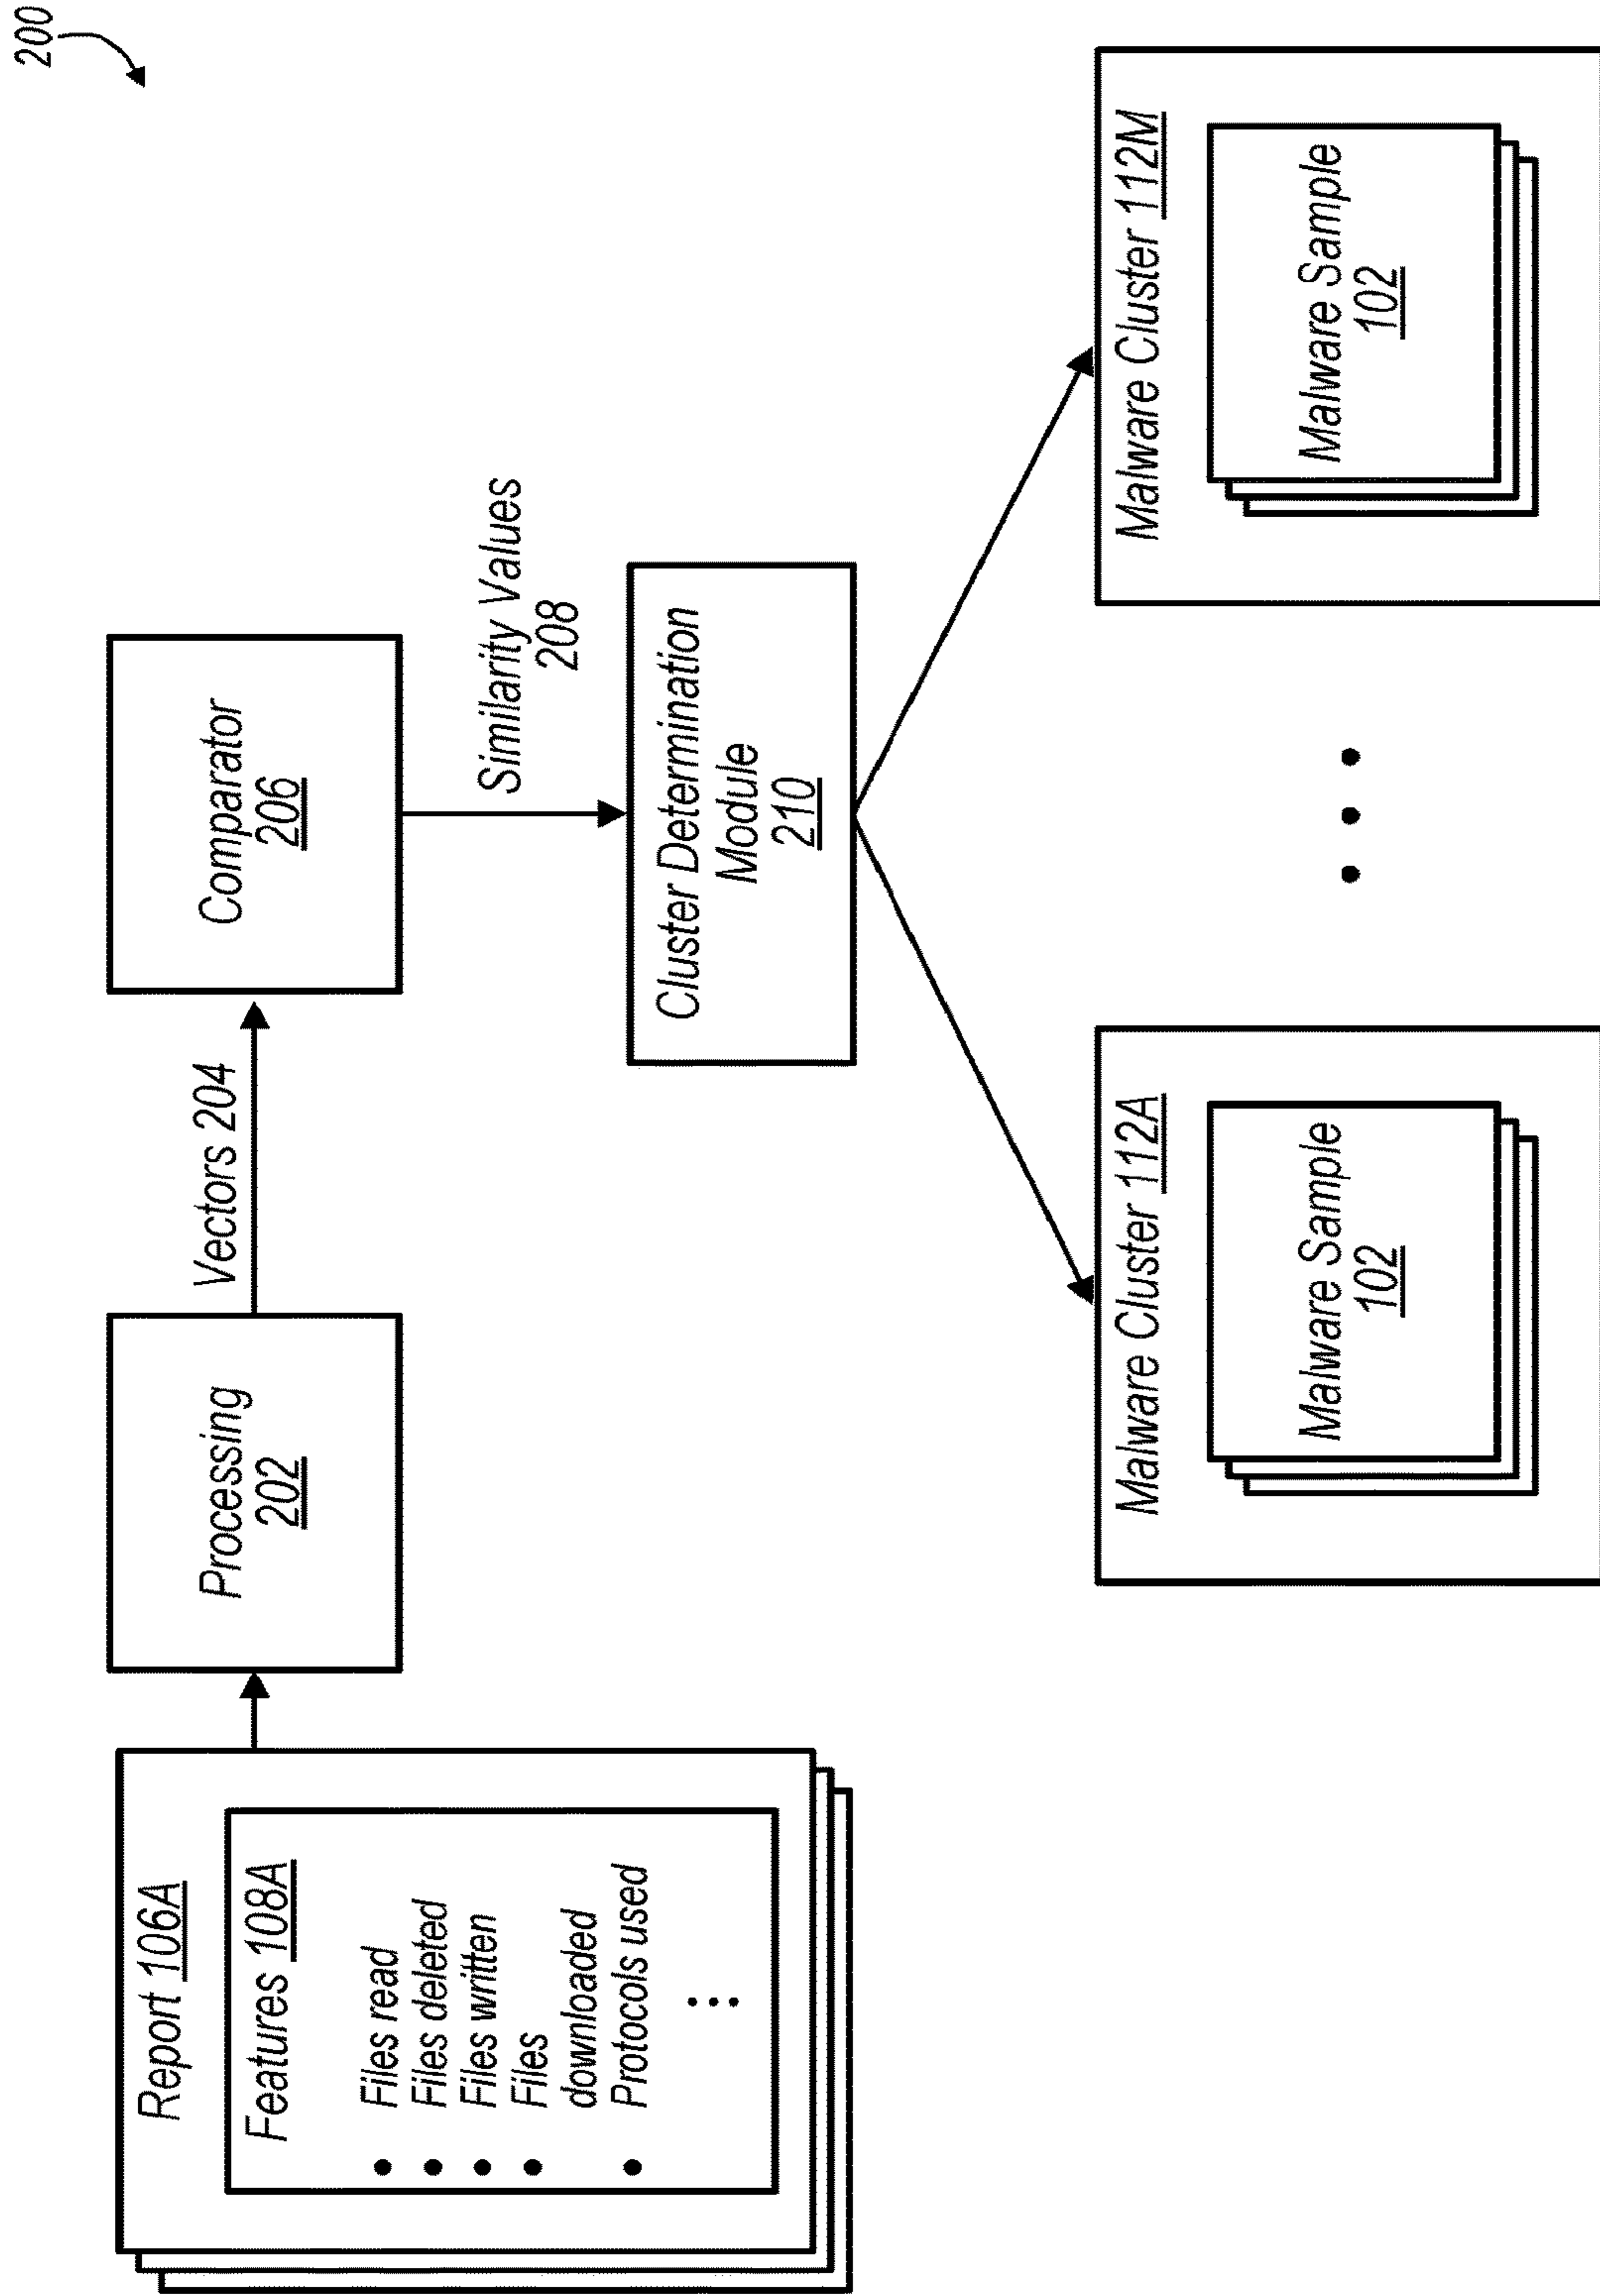 200
Report 106A
Features 108A
• Files read
• Files deleted
• Files written
• Files
downloaded
• Protocols used
Processing
202
Vectors 204
Comparator
206
Similarity Values
208
Cluster Determination
Module
210
Malware Cluster 112A
Malware Sample
102
Malware Cluster 112M
Malware Sample
102